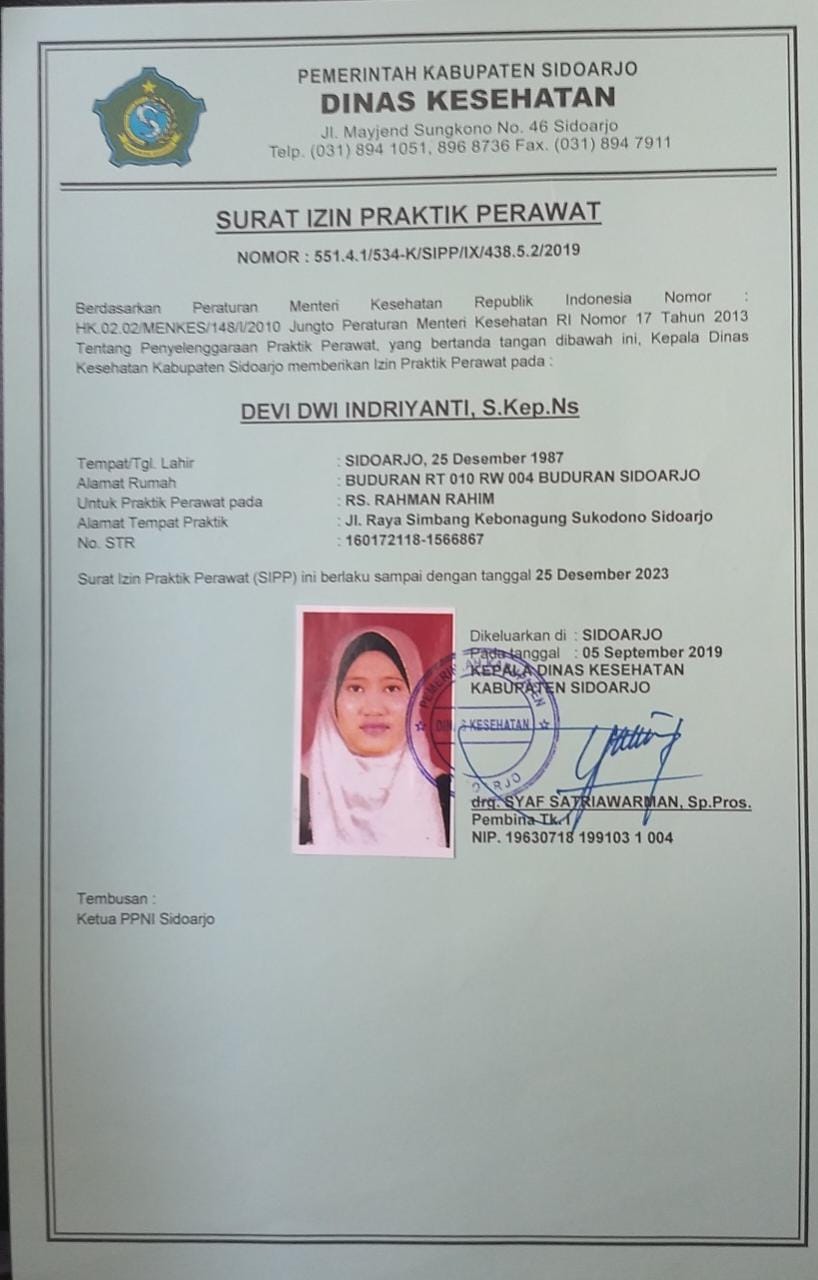 PEMERINTAH KABUPATEN SIDOARJO
DINAS KESEHATAN
Jl. Mayjend Sungkono No. 46 Sidoarjo
Telp. (031) 894 1051, 896 8736 Fax. (031) 894 7911
SURAT IZIN PRAKTIK PERAWAT
NOMOR : 551.4.1/534-K/SIPP/IX/438.5.2/2019
Berdasarkan Peraturan Menteri Kesehatan Republik Indonesia Nomor :
HK.02.02/MENKES/148/I/2010 Jungto Peraturan Menteri Kesehatan RI Nomor 17 Tahun 2013
Tentang Penyelenggaraan Praktik Perawat, yang bertanda tangan dibawah ini, Kepala Dinas
Kesehatan Kabupaten Sidoarjo memberikan Izin Praktik Perawat pada :
DEVI DWI INDRIYANTI, S.Kep.Ns
Tempat/Tgl. Lahir : SIDOARJO, 25 Desember 1987
Alamat Rumah : BUDURAN RT 010 RW 004 BUDURAN SIDOARJO
Untuk Praktik Perawat pada : RS. RAHMAN RAHIM
Alamat Tempat Praktik : Jl. Raya Simbang Kebonagung Sukodono Sidoarjo
No. STR : 160172118-1566867
Surat Izin Praktik Perawat (SIPP) ini berlaku sampai dengan tanggal 25 Desember 2023
Dikeluarkan di : SIDOARJO
Pada tanggal : 05 September 2019
KEPALA DINAS KESEHATAN
KABUPATEN SIDOARJO
KESEHATAN
drg. SYAF SATRIAWARMAN, Sp.Pros.
Pembina Tk. I
NIP. 19630718 199103 1 004
Tembusan :
Ketua PPNI Sidoarjo